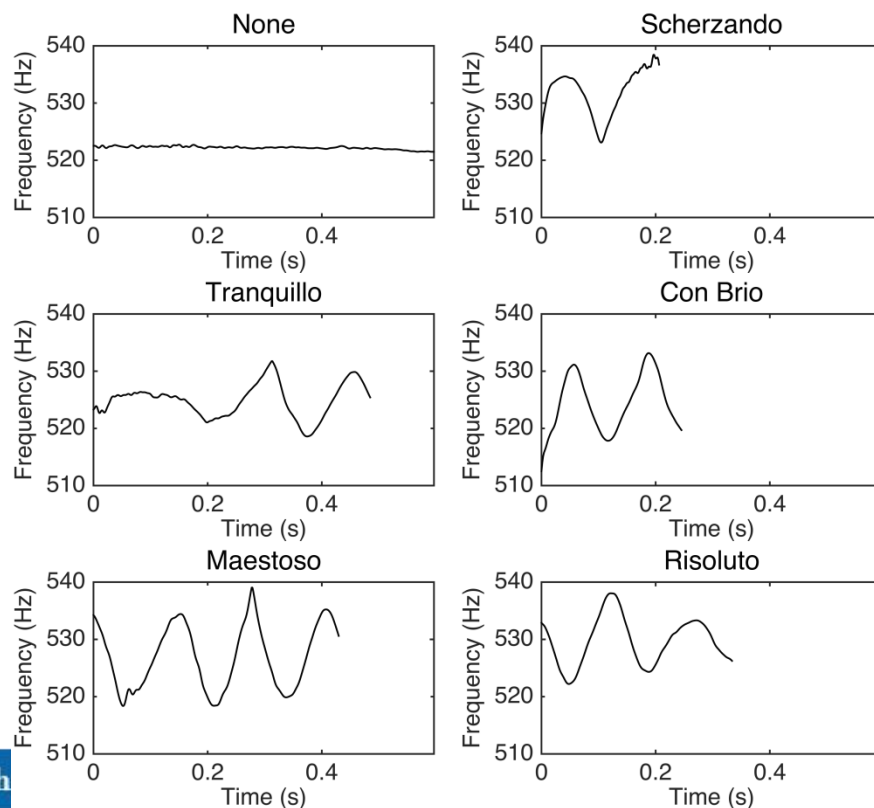 None
Frequency (Hz)
540
530
520
510
0
0.2
0.4
Time (s)
Scherzando
Frequency (Hz)
540
530
520
510
0
0.2
0.4
Time (s)
Tranquillo
Frequency (Hz)
540
530
520
510
0
0.2
0.4
Time (s)
Con Brio
Frequency (Hz)
540
530
520
510
0
0.2
0.4
Time (s)
Maestoso
Frequency (Hz)
540
530
520
510
0
0.2
0.4
Time (s)
Risoluto
Frequency (Hz)
540
530
520
510
0
0.2
0.4
Time (s)
h